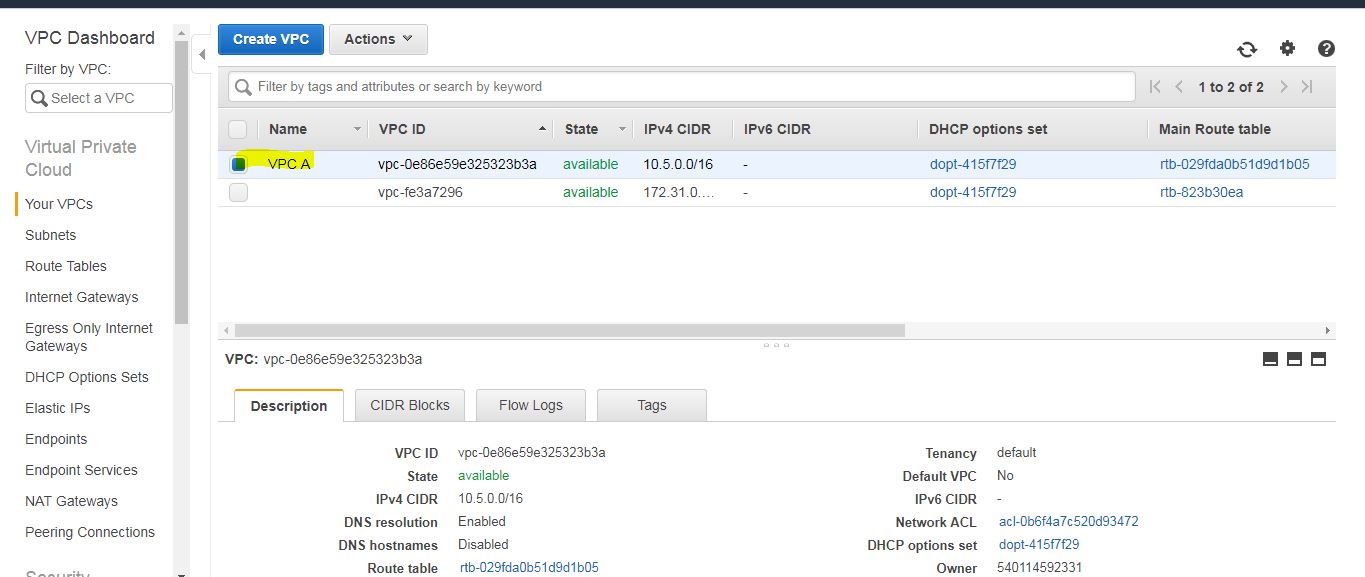 VPC Dashboard
Filter by VPC:
Select a VPC
Virtual Private
Cloud
Your VPCs
Subnets
Route Tables
Internet Gateways
Egress Only Internet
Gateways
DHCP Options Sets
Elastic IPs
Endpoints
Endpoint Services
NAT Gateways
Peering Connections
Security
Create VPC Actions
Filter by tags and attributes or search by keyword
1 to 2 of 2
Name VPC ID State IPv4 CIDR IPv6 CIDR DHCP options set Main Route table
VPC A vpc-0e86e59e325323b3a available 10.5.0.0/16 - dopt-415f7f29 rtb-029fda0b51d9d1b05
vpc-fe3a7296 available 172.31.0.… - dopt-415f7f29 rtb-823b30ea
VPC: vpc-0e86e59e325323b3a
Description CIDR Blocks Flow Logs Tags
VPC ID vpc-0e86e59e325323b3a Tenancy default
State available Default VPC No
IPv4 CIDR 10.5.0.0/16 IPv6 CIDR -
DNS resolution Enabled Network ACL acl-0b6f4a7c520d93472
DNS hostnames Disabled DHCP options set dopt-415f7f29
Route table rtb-029fda0b51d9d1b05 Owner 540114592331